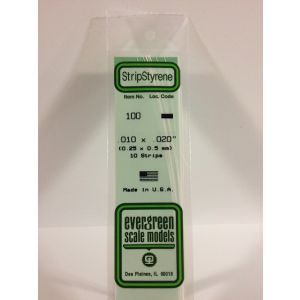 StripStyrene
Item No. Loc. Code
100
.010 x .020"
(0.25 x 0.5 mm)
10 Strips
Made In U.S.A.
evergreen
scale models
Des Plaines, IL 60018